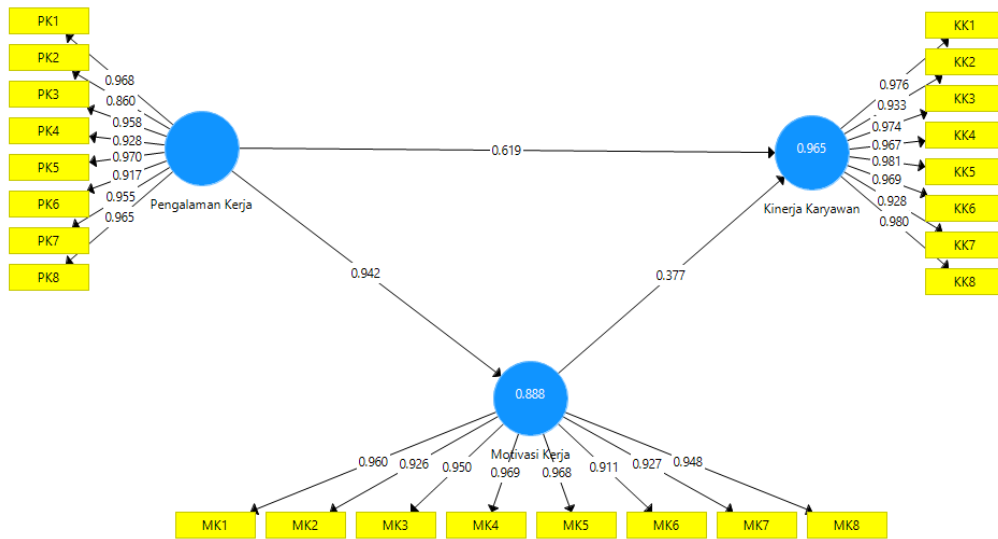 PK1
PK2
PK3
PK4
PK5
PK6
PK7
PK8
0.968
0.860
0.958
0.928
0.970
0.917
0.955
0.965
Pengalaman Kerja
0.619
0.942
0.377
0.965
Kinerja Karyawan
0.976
0.933
0.974
0.967
0.981
0.969
0.928
0.980
KK1
KK2
KK3
KK4
KK5
KK6
KK7
KK8
0.888
Motivasi Kerja
0.960
0.926
0.950
0.969
0.968
0.911
0.927
0.948
MK1
MK2
MK3
MK4
MK5
MK6
MK7
MK8